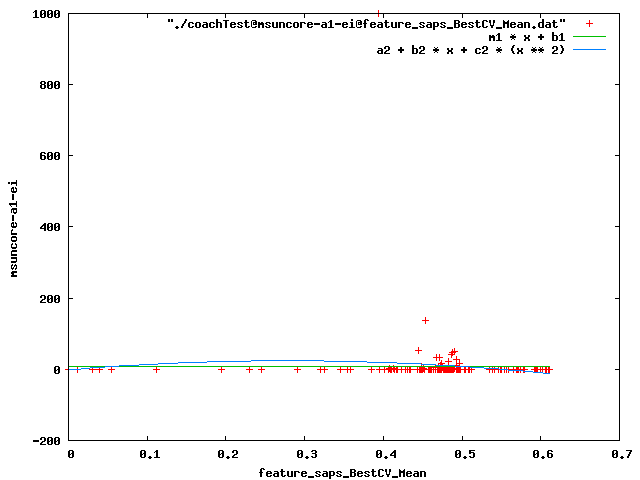 1000
"./coachTest@msuncore-a1-ei@feature_saps_BestCV_Mean.dat"
m1 * x + b1
a2 + b2 * x + c2 * (x ** 2)
800
600
400
200
0
-200
msuncore-a1-ei
0 0.1 0.2 0.3 0.4 0.5 0.6 0.7
feature_saps_BestCV_Mean